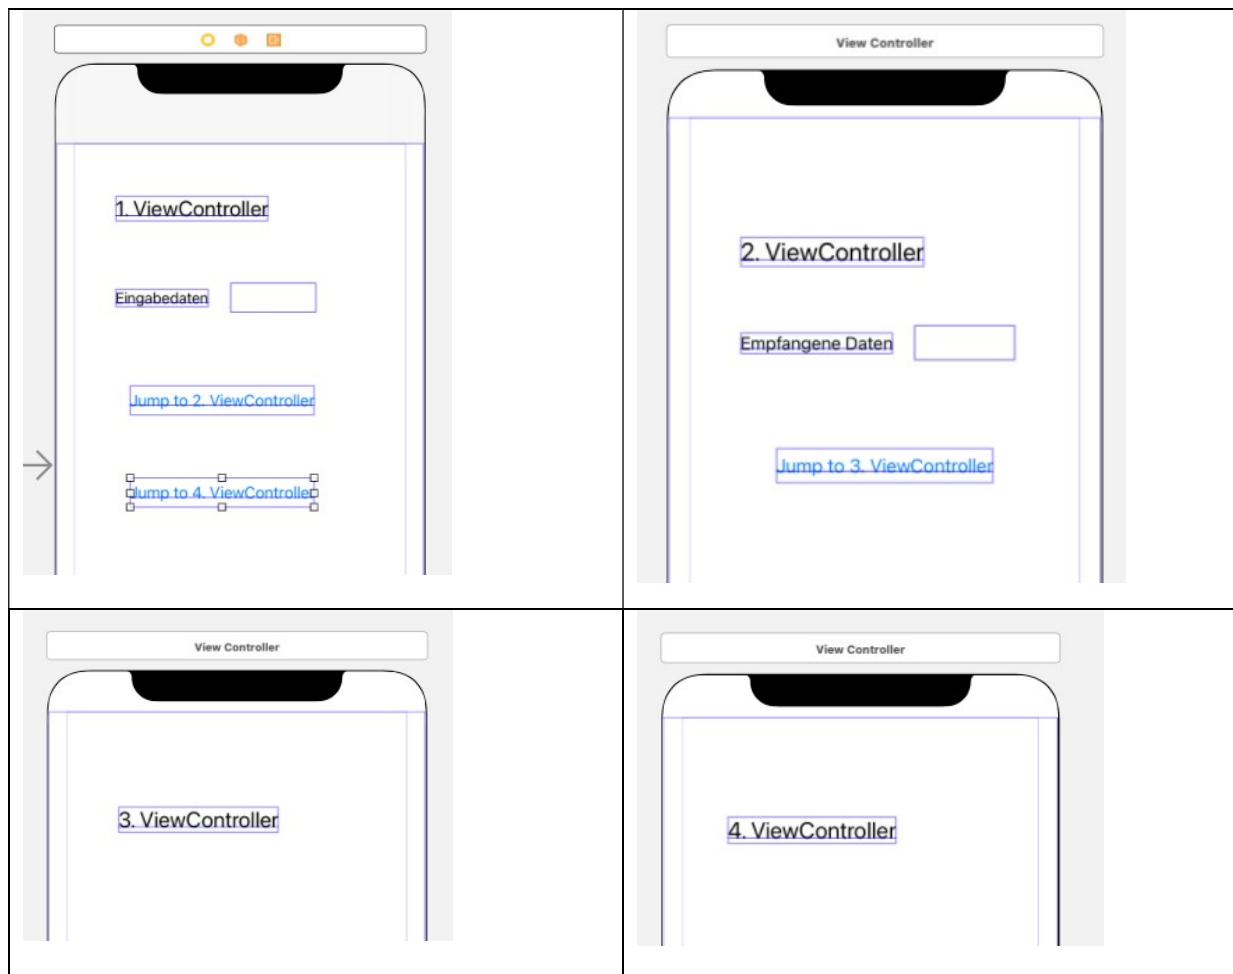 1. ViewController
Eingabedaten
Jump to 2. ViewController
Jump to 4. ViewController
View Controller
2. ViewController
Empfangene Daten
Jump to 3. ViewController
View Controller
3. ViewController
View Controller
4. ViewController